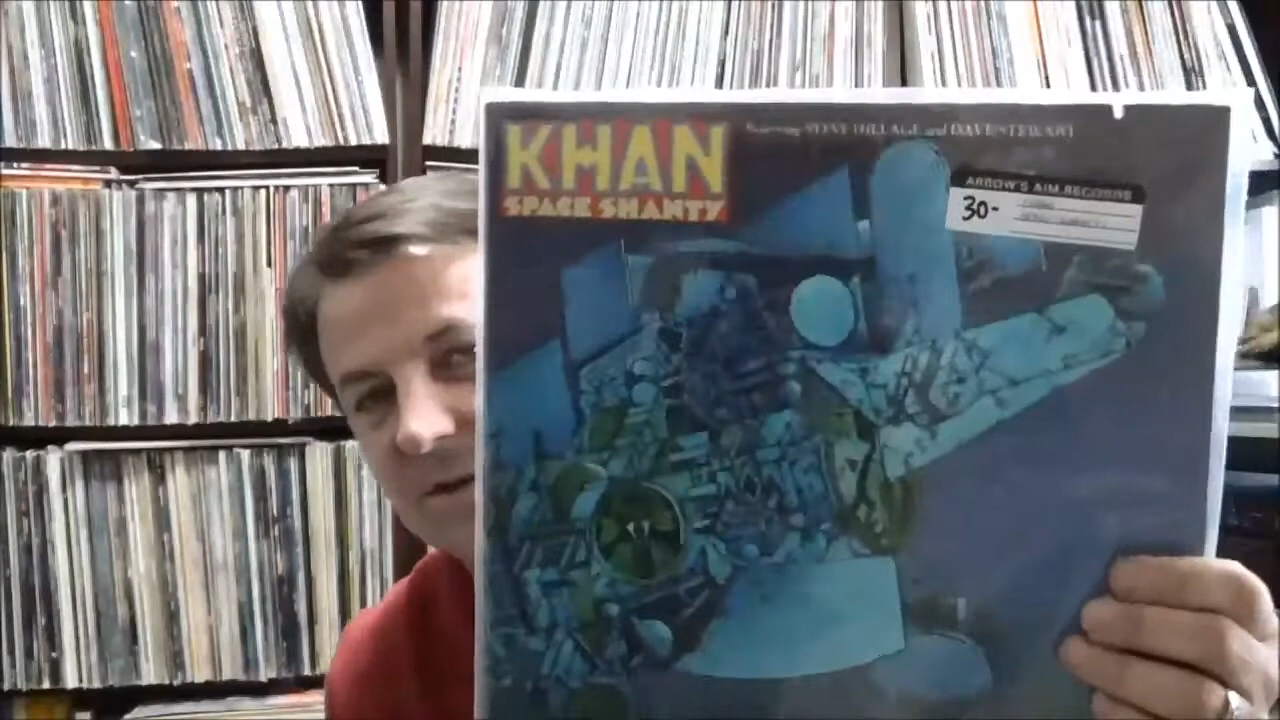 KHAN
SPACE SHANTY
featuring STEVE HILLAGE and DAVE STEWART
ARROW'S AIM RECORDS
30-